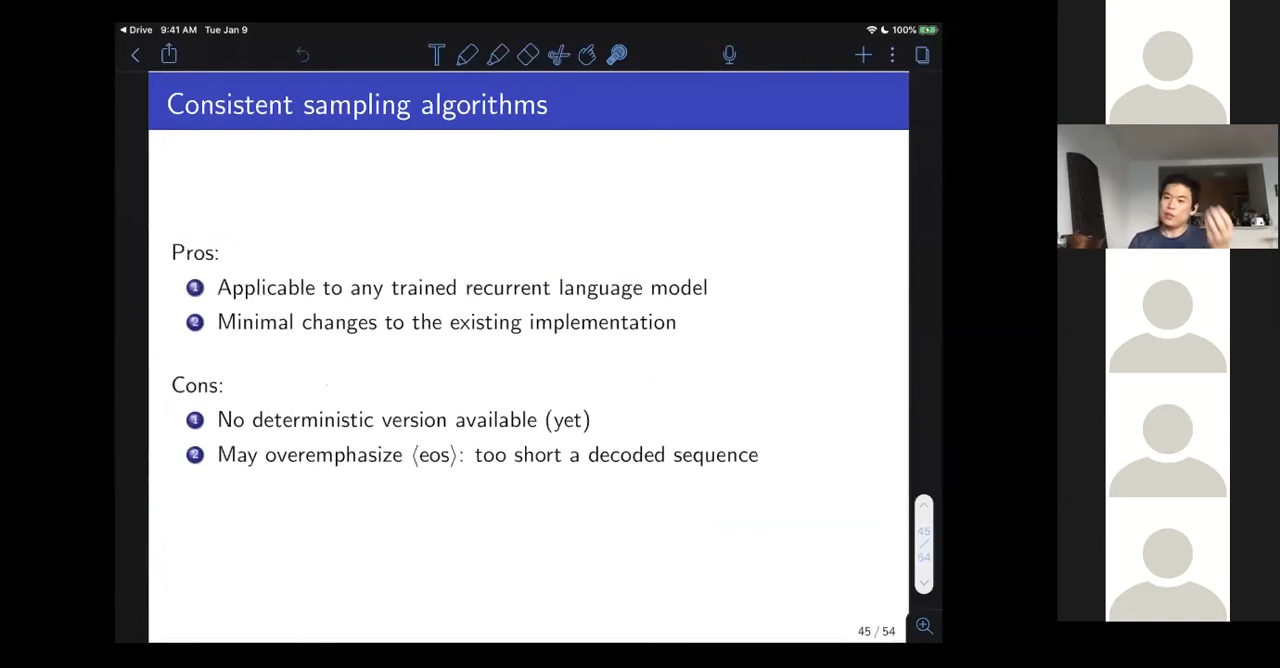 Drive 9:41 AM Tue Jan 9
100%
T
Consistent sampling algorithms
Pros:
1 Applicable to any trained recurrent language model
2 Minimal changes to the existing implementation
Cons:
1 No deterministic version available (yet)
2 May overemphasize ⟨eos⟩: too short a decoded sequence
45
/
54
45 / 54